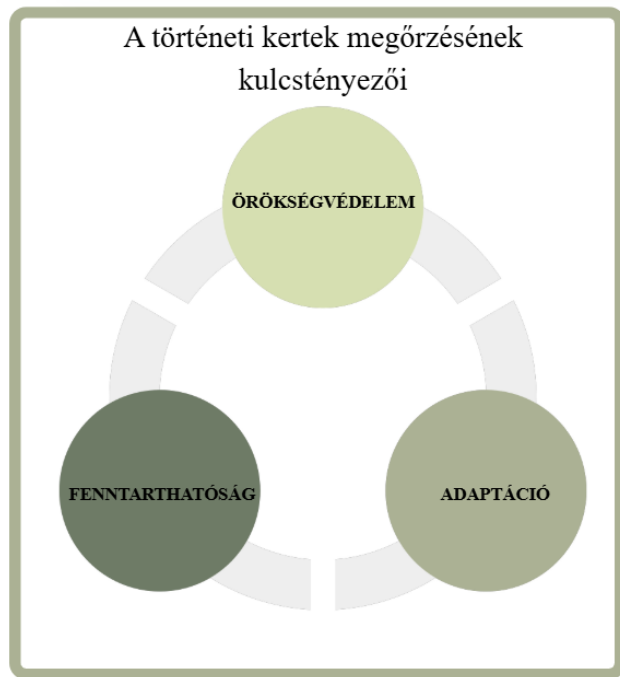 A történeti kertek megőrzésének
kulcstényezői
ÖRÖKSÉGVÉDELEM
FENNTARTHATÓSÁG
ADAPTÁCIÓ